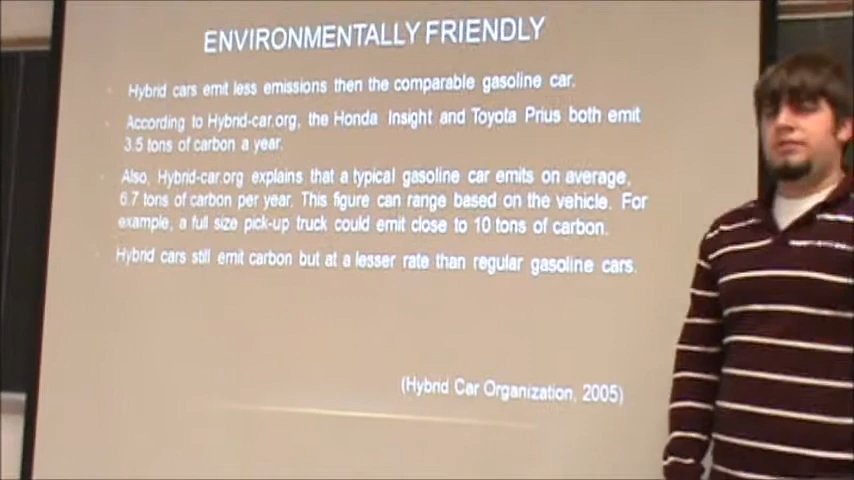 ENVIRONMENTALLY FRIENDLY
Hybrid cars emit less emissions then the comparable gasoline car.
According to Hybrid-car.org, the Honda Insight and Toyota Prius both emit
3.5 tons of carbon a year.
Also, Hybrid-car.org explains that a typical gasoline car emits on average,
6.7 tons of carbon per year. This figure can range based on the vehicle. For
example, a full size pick-up truck could emit close to 10 tons of carbon.
Hybrid cars still emit carbon but at a lesser rate than regular gasoline cars.
(Hybrid Car Organization, 2005)